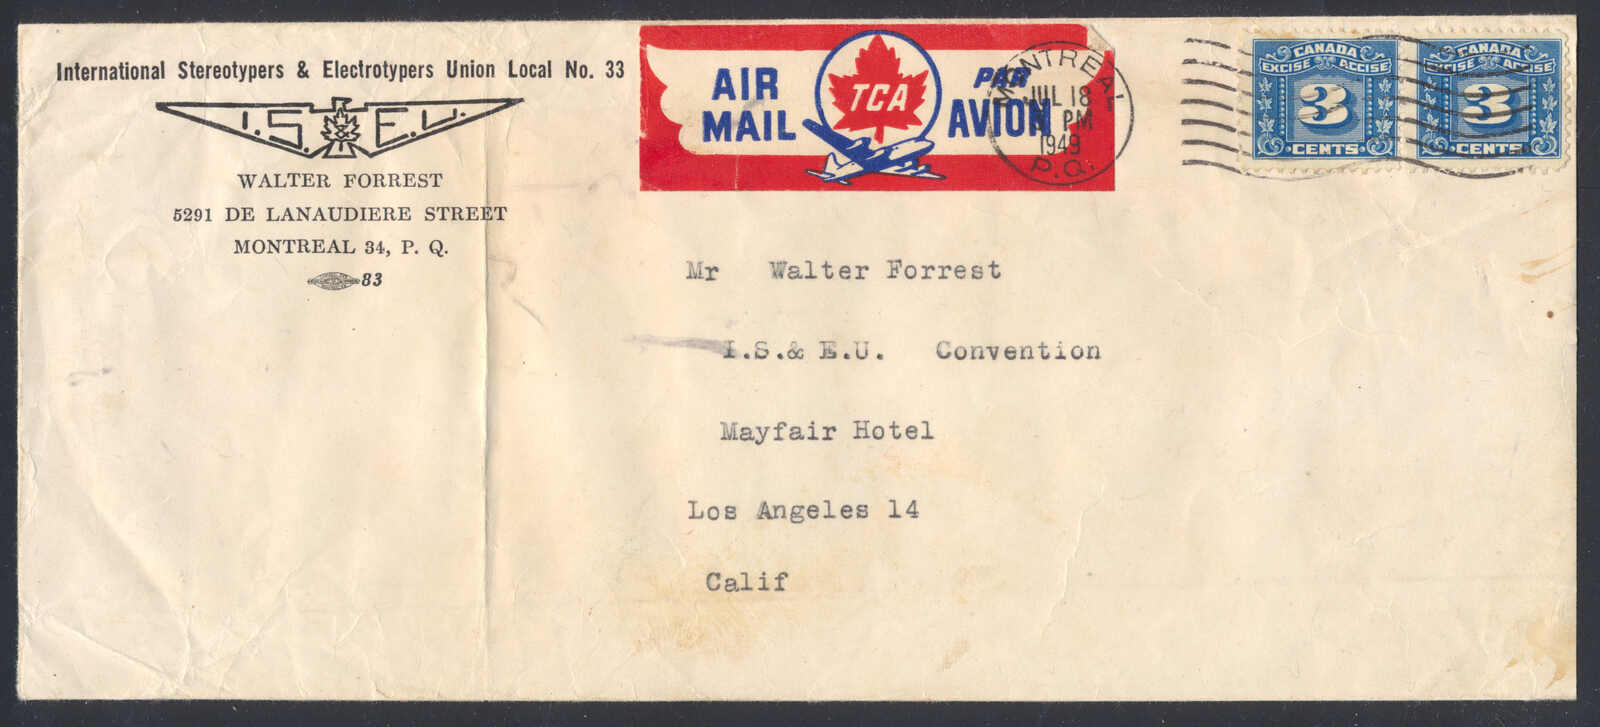 International Stereotypers & Electrotypers Union Local No. 33
I.S. & E.U.
WALTER FORREST
5291 DE LANAUDIERE STREET
MONTREAL 34, P. Q.
83
AIR MAIL
TCA
PAR AVION
MONTREAL
JUL 18
PM
1949
P.Q.
CANADA
EXCISE ACCISE
3
CENTS
CANADA
EXCISE ACCISE
3
CENTS
Mr Walter Forrest
I.S.& E.U. Convention
Mayfair Hotel
Los Angeles 14
Calif